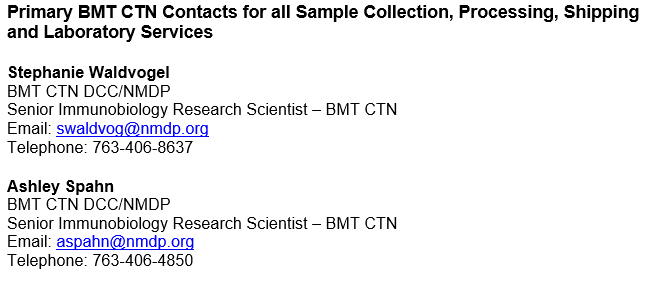 Primary BMT CTN Contacts for all Sample Collection, Processing, Shipping
and Laboratory Services
Stephanie Waldvogel
BMT CTN DCC/NMDP
Senior Immunobiology Research Scientist – BMT CTN
Email: swaldvog@nmdp.org
Telephone: 763-406-8637
Ashley Spahn
BMT CTN DCC/NMDP
Senior Immunobiology Research Scientist – BMT CTN
Email: aspahn@nmdp.org
Telephone: 763-406-4850